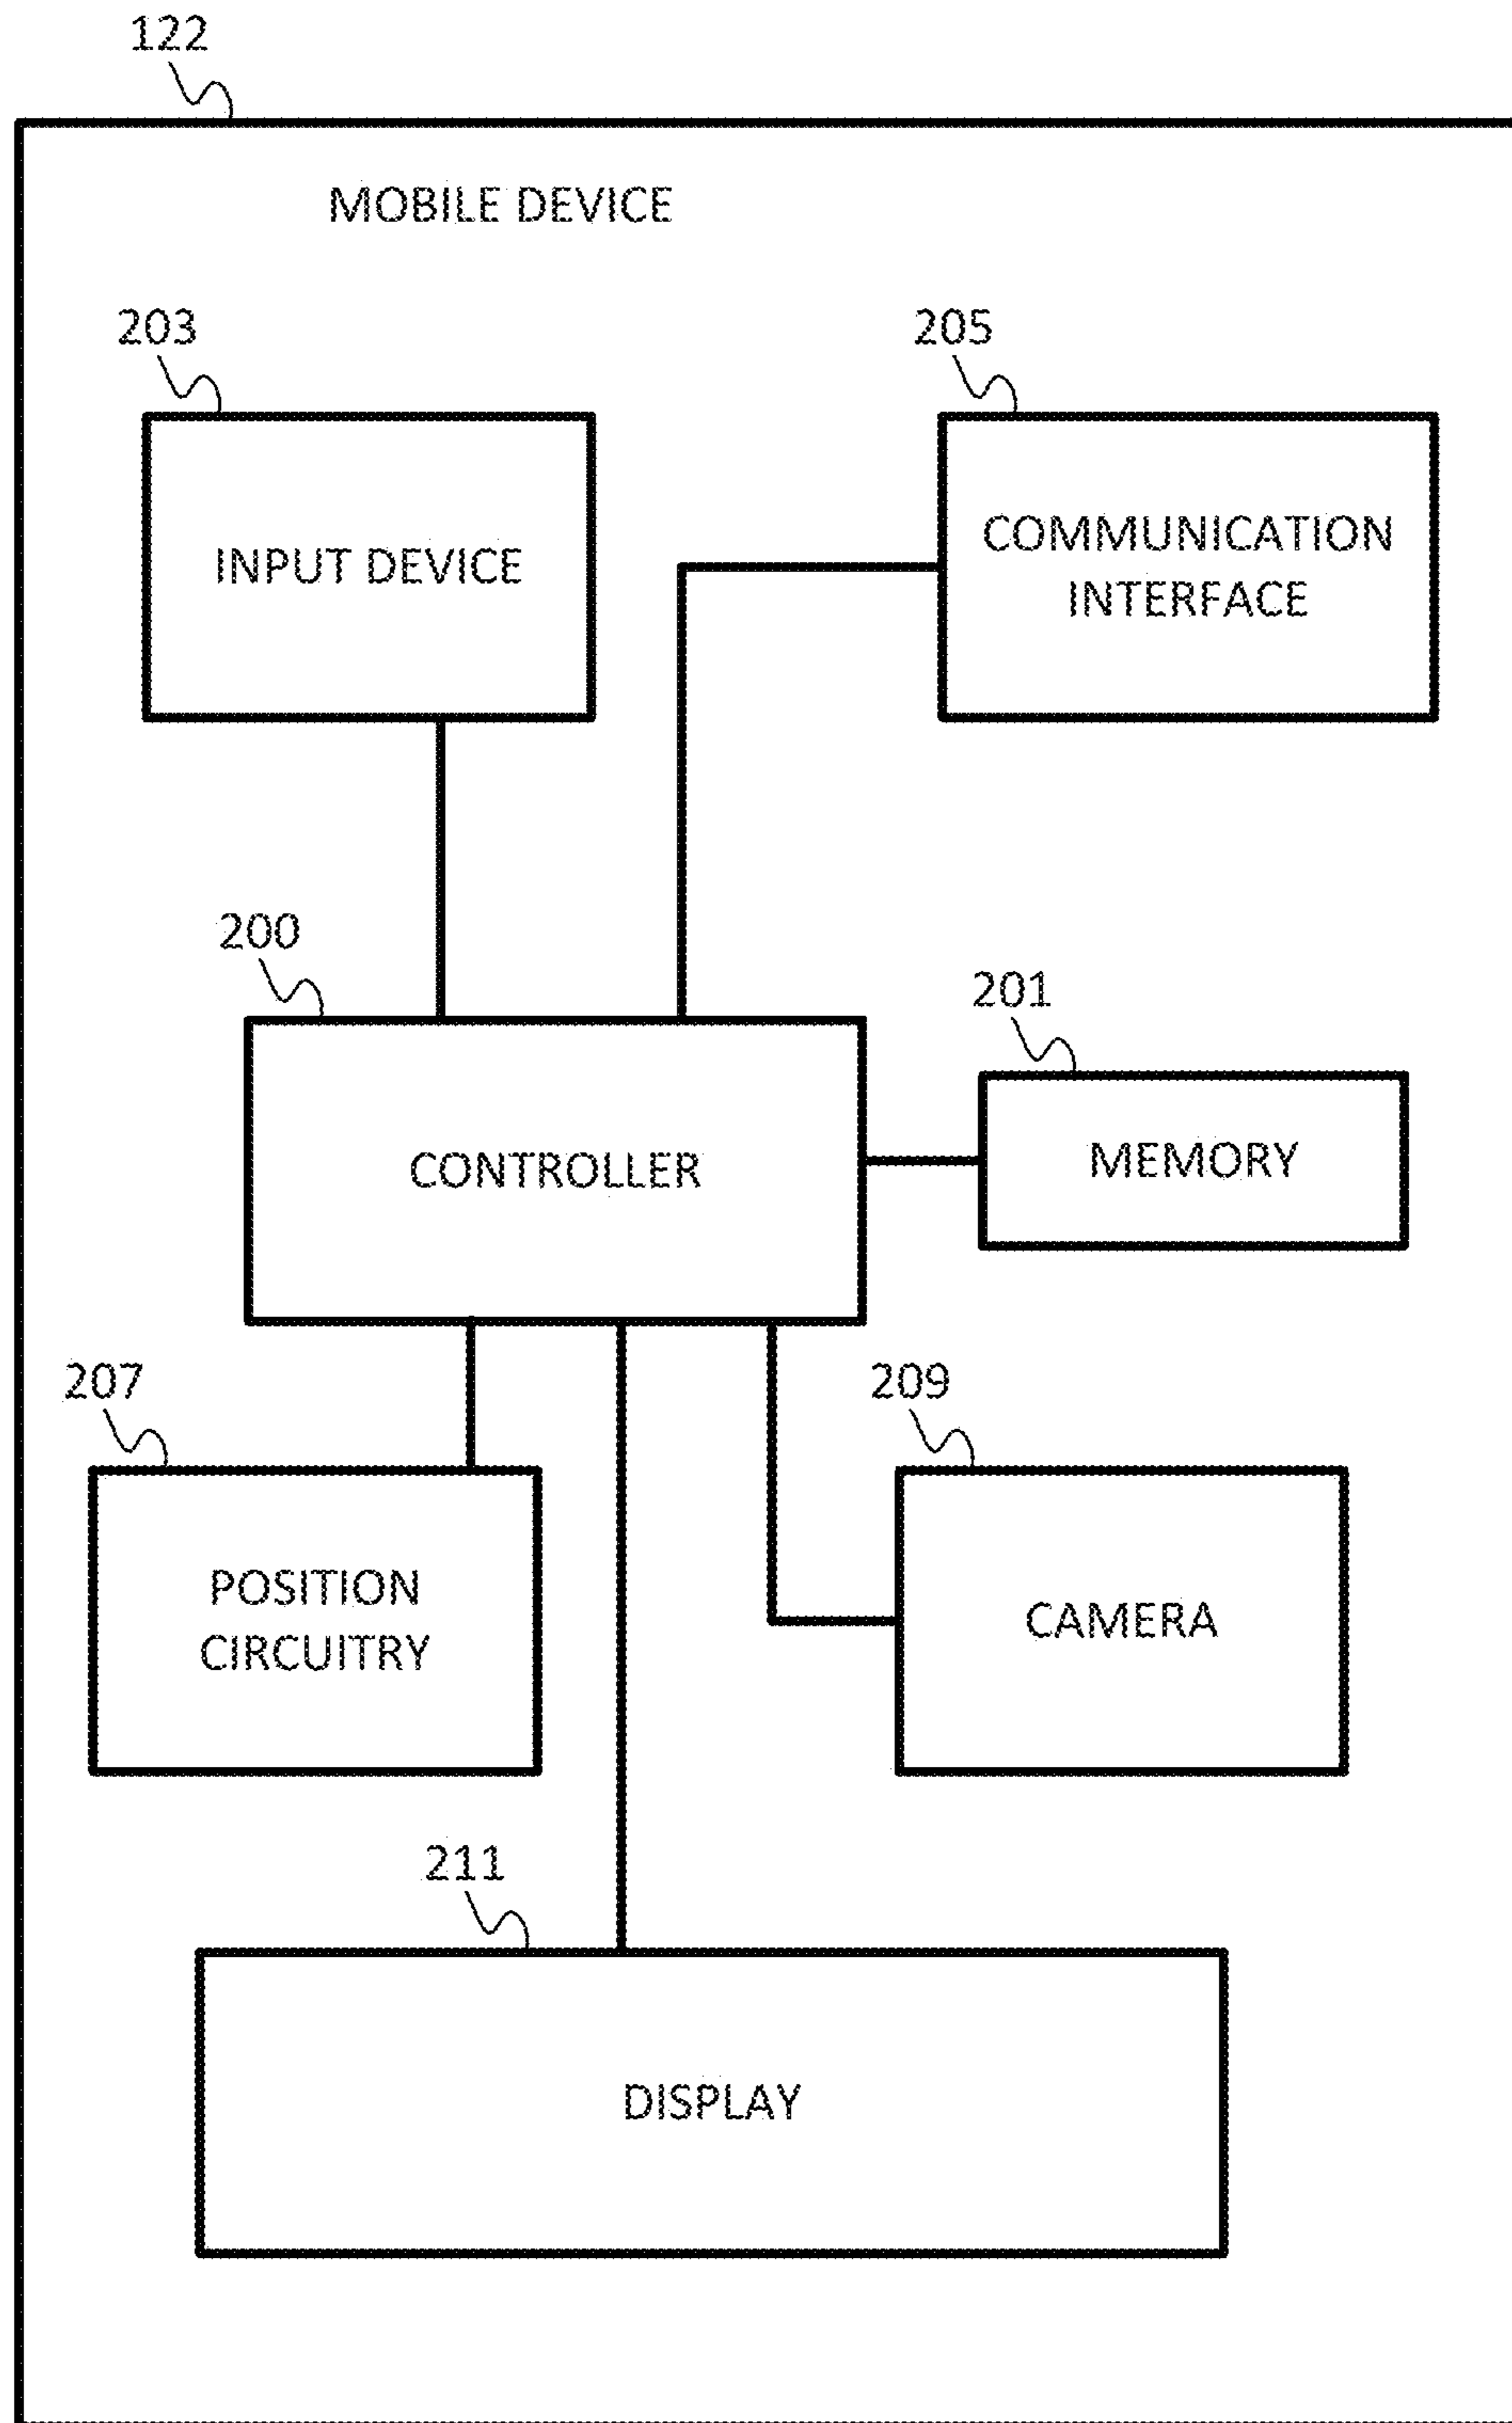 122
MOBILE DEVICE
203
205
INPUT DEVICE
COMMUNICATION
INTERFACE
200
201
CONTROLLER
MEMORY
207
209
POSITION
CIRCUITRY
CAMERA
211
DISPLAY